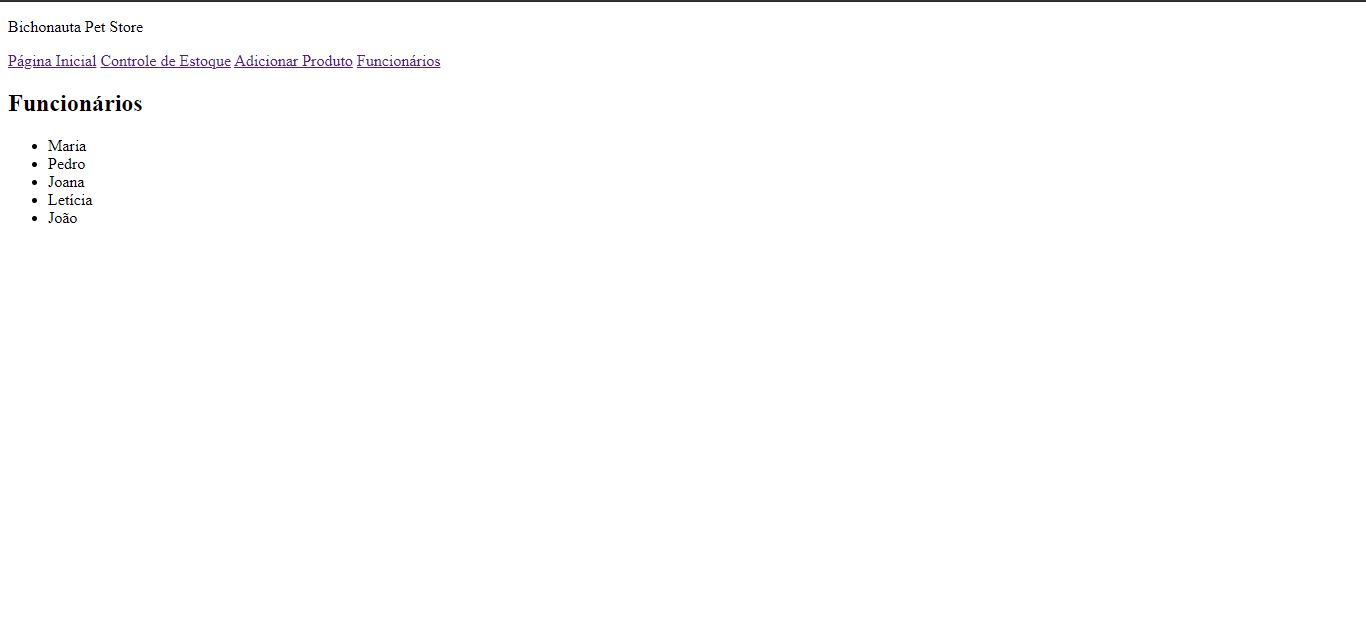 Bichonauta Pet Store
Página Inicial Controle de Estoque Adicionar Produto Funcionários
Funcionários
Maria
Pedro
Joana
Letícia
João